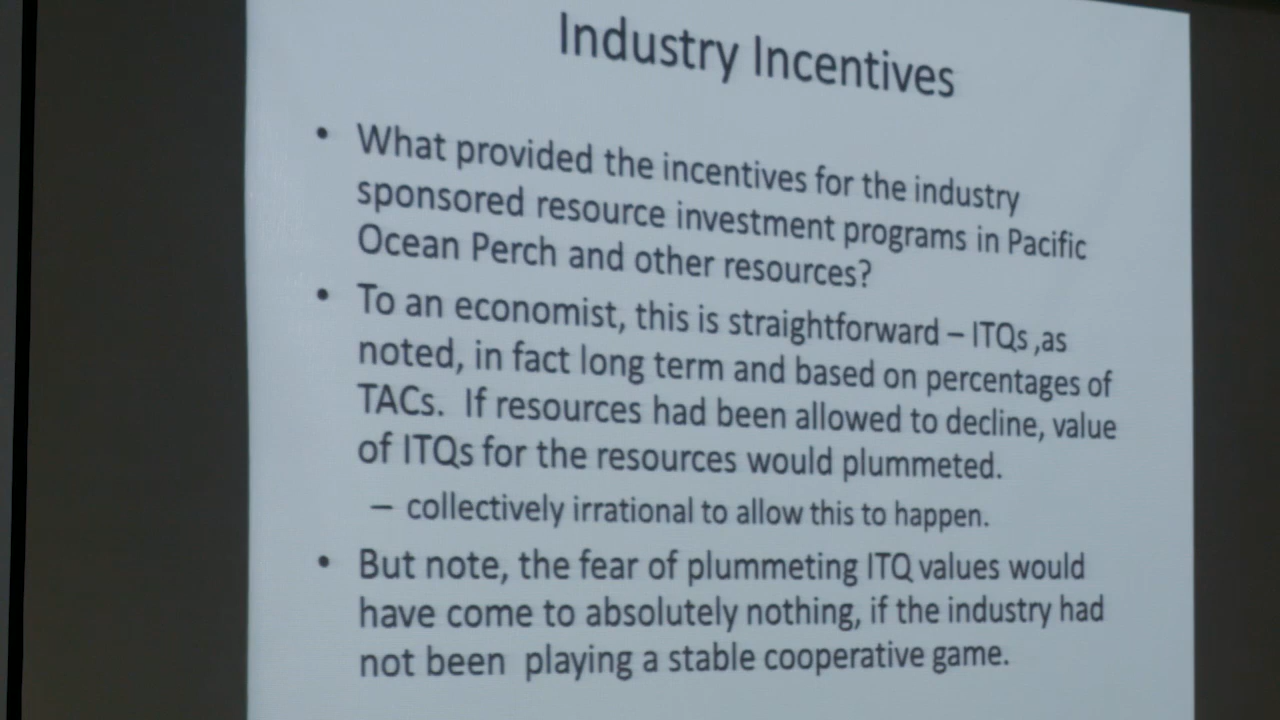 Industry Incentives
• What provided the incentives for the industry
sponsored resource investment programs in Pacific
Ocean Perch and other resources?
• To an economist, this is straightforward – ITQs ,as
noted, in fact long term and based on percentages of
TACs. If resources had been allowed to decline, value
of ITQs for the resources would plummeted.
– collectively irrational to allow this to happen.
• But note, the fear of plummeting ITQ values would
have come to absolutely nothing, if the industry had
not been playing a stable cooperative game.